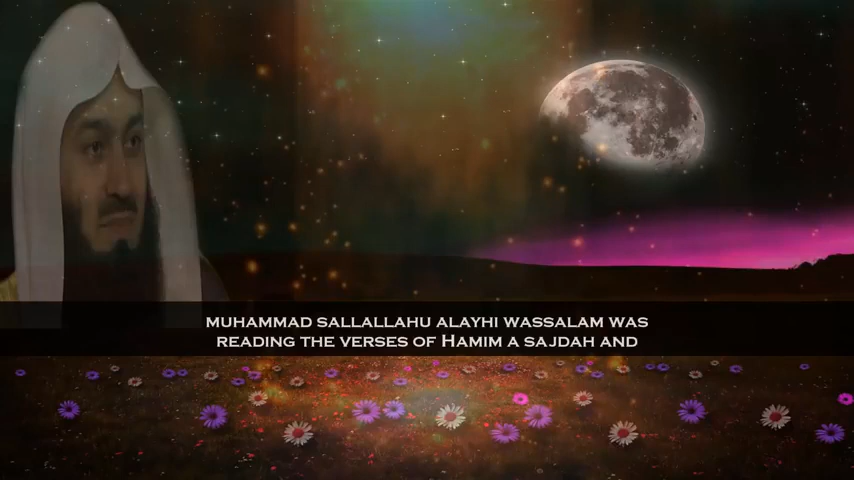 MUHAMMAD SALLALLAHU ALAYHI WASSALAM WAS
READING THE VERSES OF HAMIM A SAJDAH AND